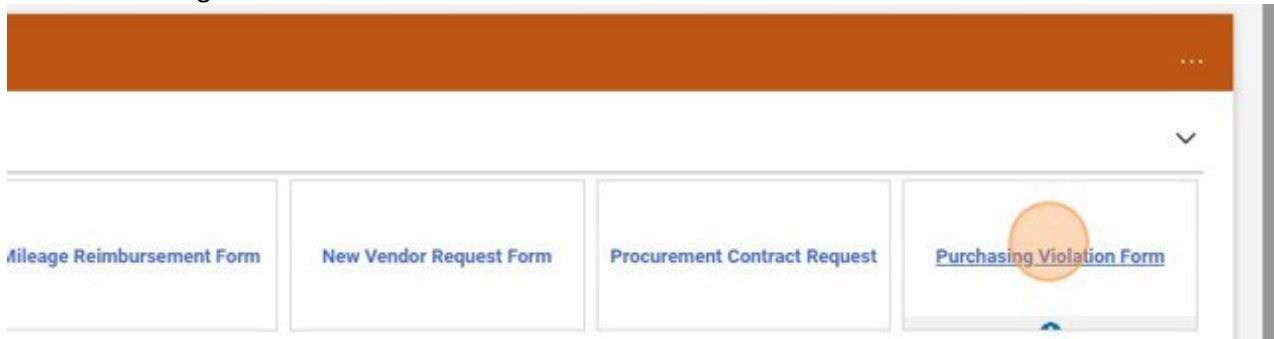 ...
Mileage Reimbursement Form
New Vendor Request Form
Procurement Contract Request
Purchasing Violation Form